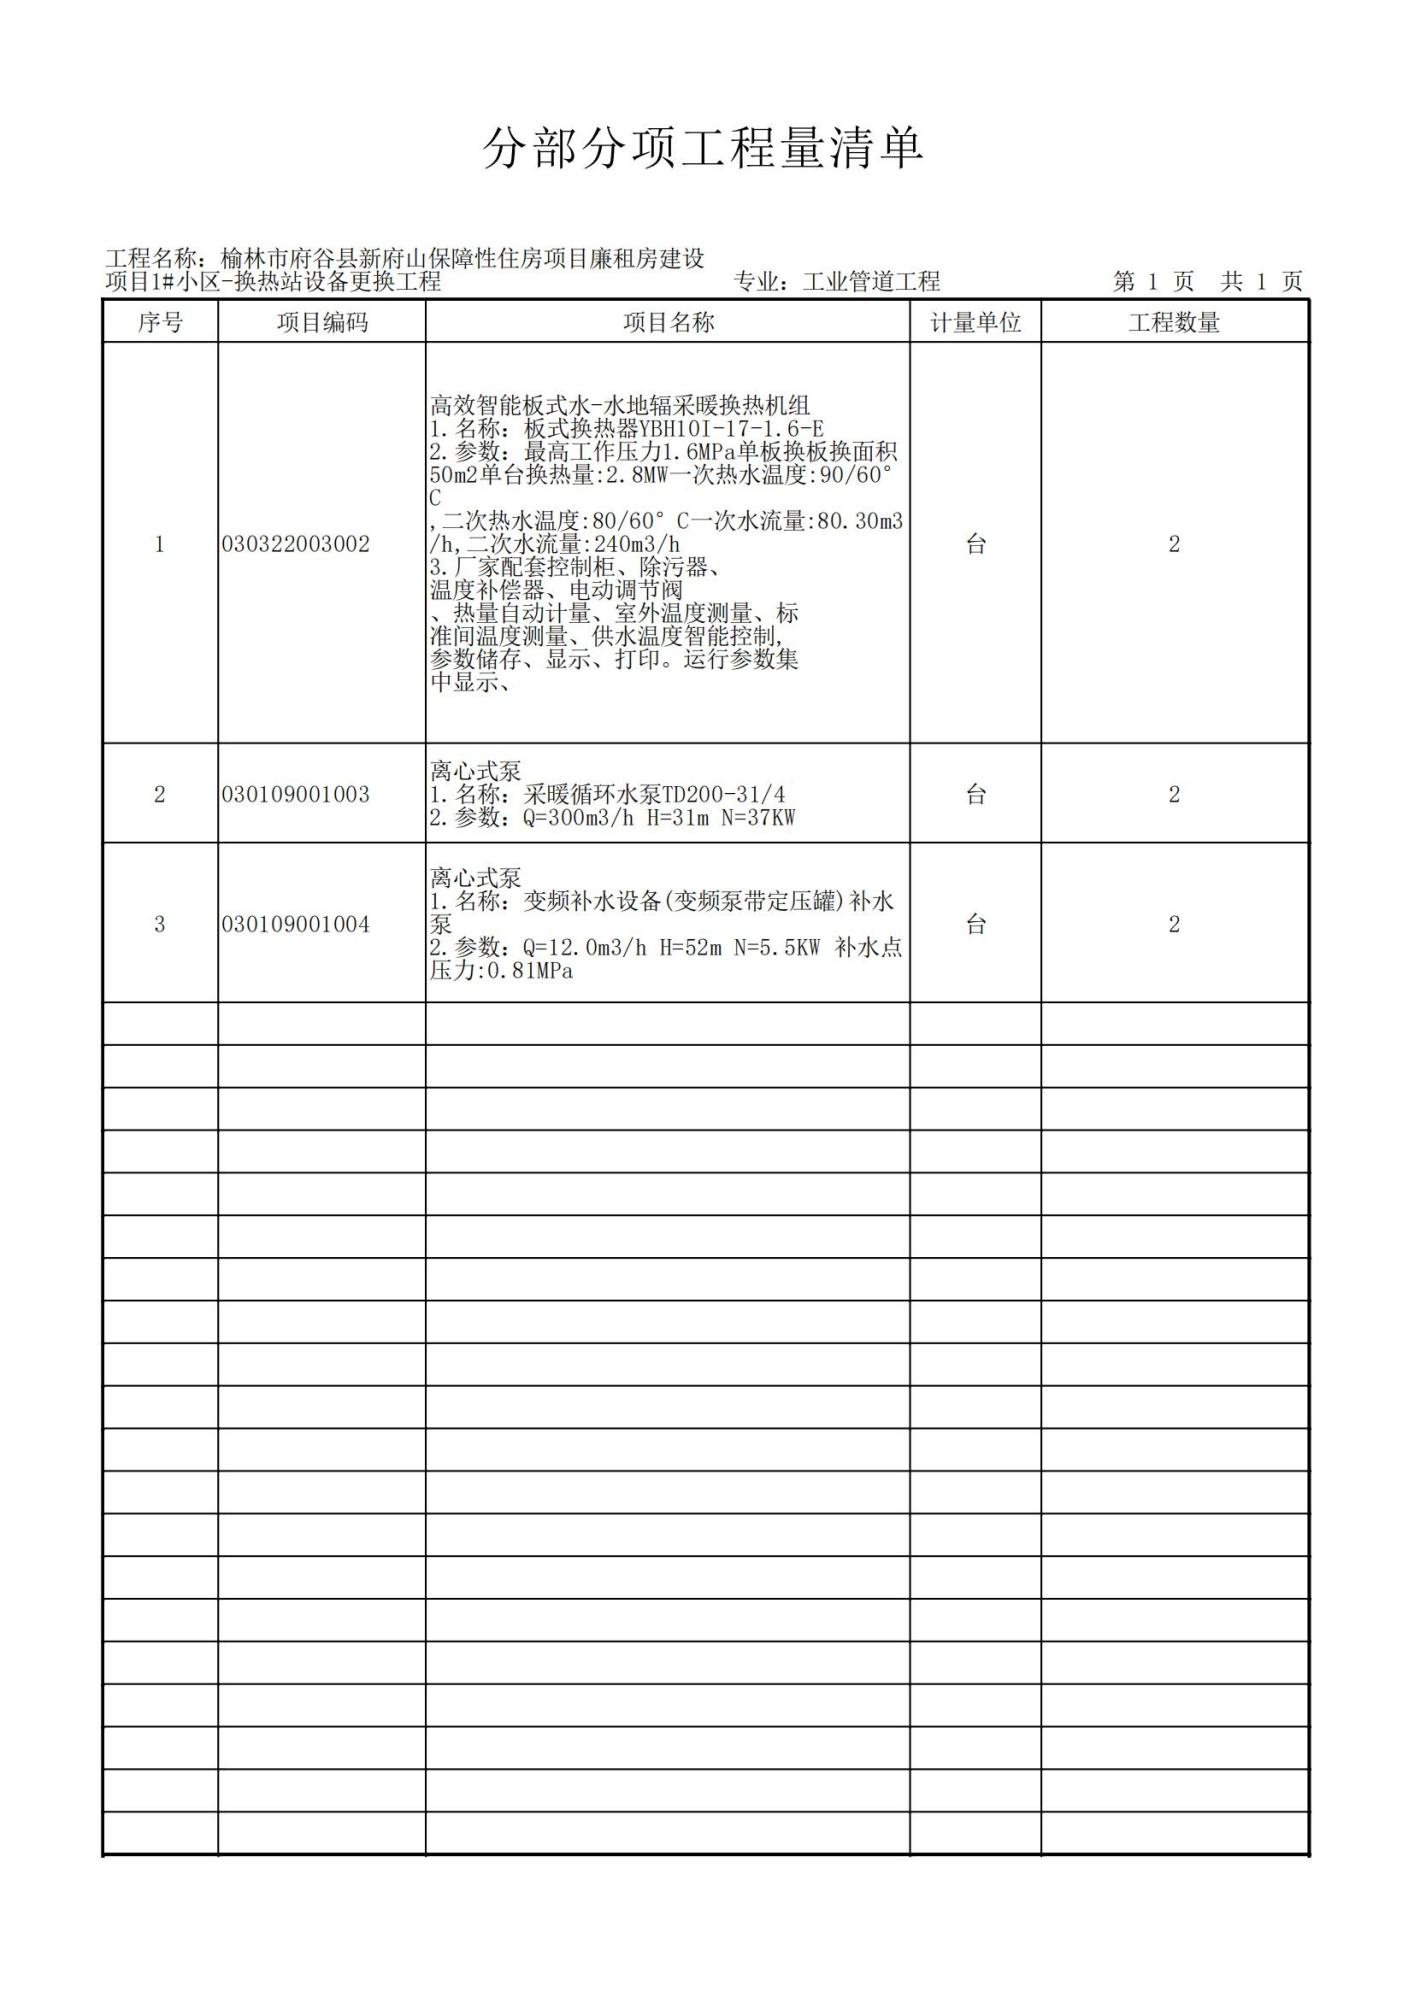 分部分项工程量清单
工程名称：榆林市府谷县新府山保障性住房项目廉租房建设
项目1#小区-换热站设备更换工程 专业：工业管道工程 第 1 页 共 1 页
序号 项目编码 项目名称 计量单位 工程数量
高效智能板式水-水地辐采暖换热机组
1.名称：板式换热器YBH10I-17-1.6-E
2.参数：最高工作压力1.6MPa单板换板换面积
50m2单台换热量:2.8MW一次热水温度:90/60°
C
,二次热水温度:80/60°C一次水流量:80.30m3
1 030322003002 /h,二次水流量:240m3/h 台 2
3.厂家配套控制柜、除污器、
温度补偿器、电动调节阀
、热量自动计量、室外温度测量、标
准间温度测量、供水温度智能控制,
参数储存、显示、打印。运行参数集
中显示、
离心式泵
2 030109001003 1.名称：采暖循环水泵TD200-31/4 台 2
2.参数：Q=300m3/h H=31m N=37KW
离心式泵
1.名称：变频补水设备(变频泵带定压罐)补水
3 030109001004 泵 台 2
2.参数：Q=12.0m3/h H=52m N=5.5KW 补水点
压力:0.81MPa